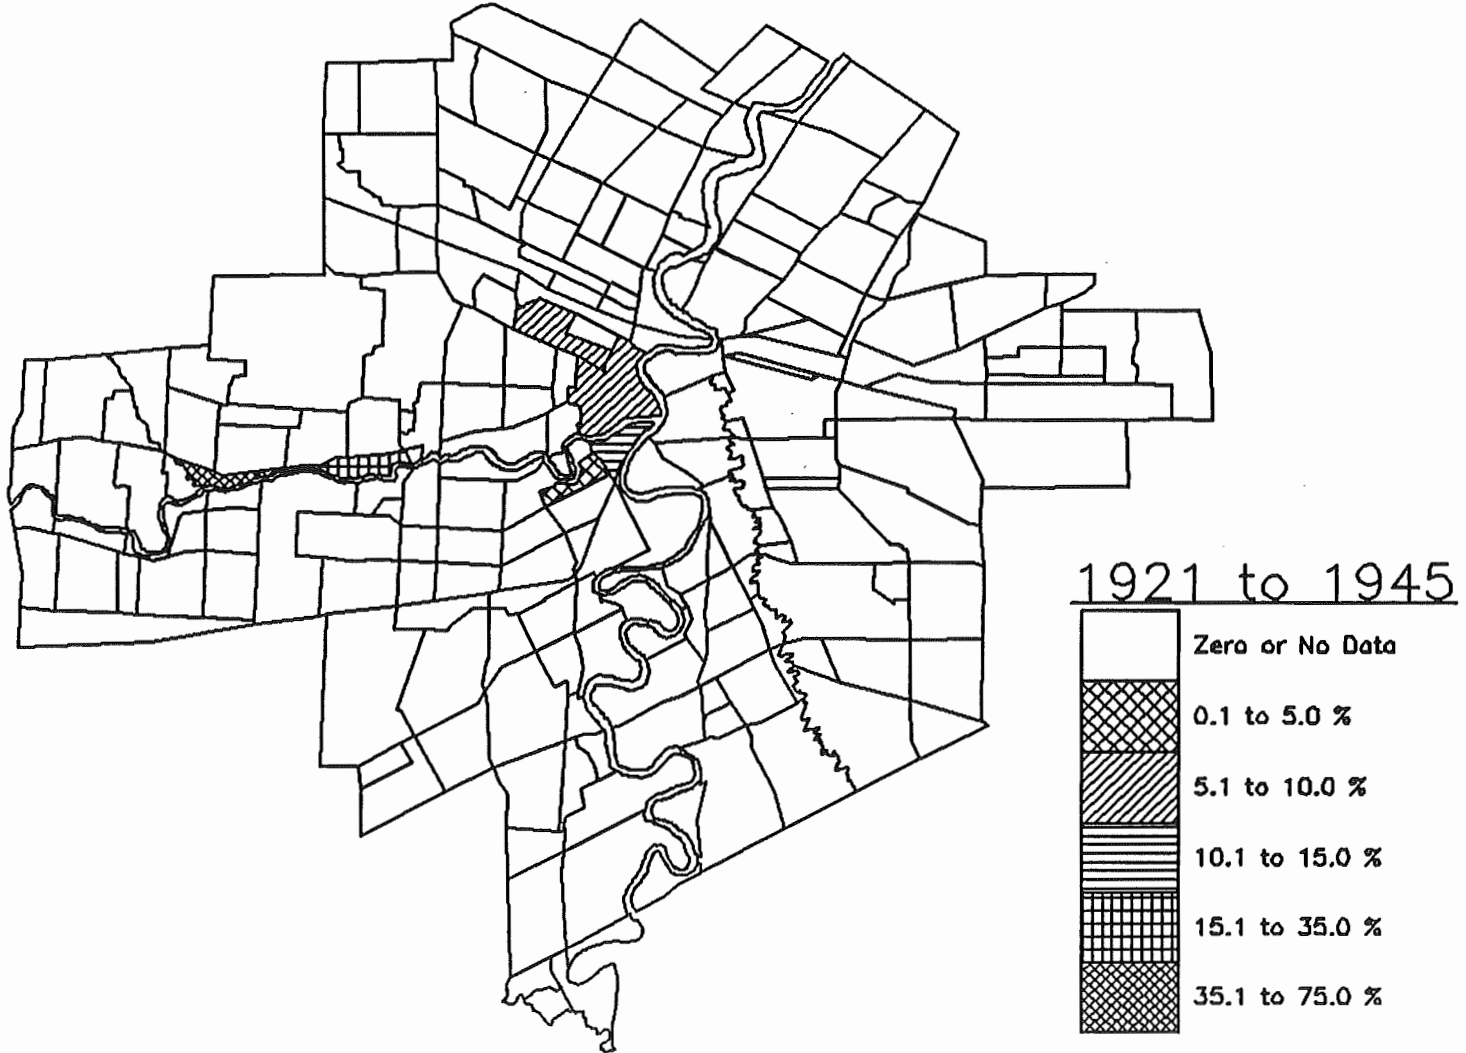 1921 to 1945
Zero or No Data
0.1 to 5.0 %
5.1 to 10.0 %
10.1 to 15.0 %
15.1 to 35.0 %
35.1 to 75.0 %